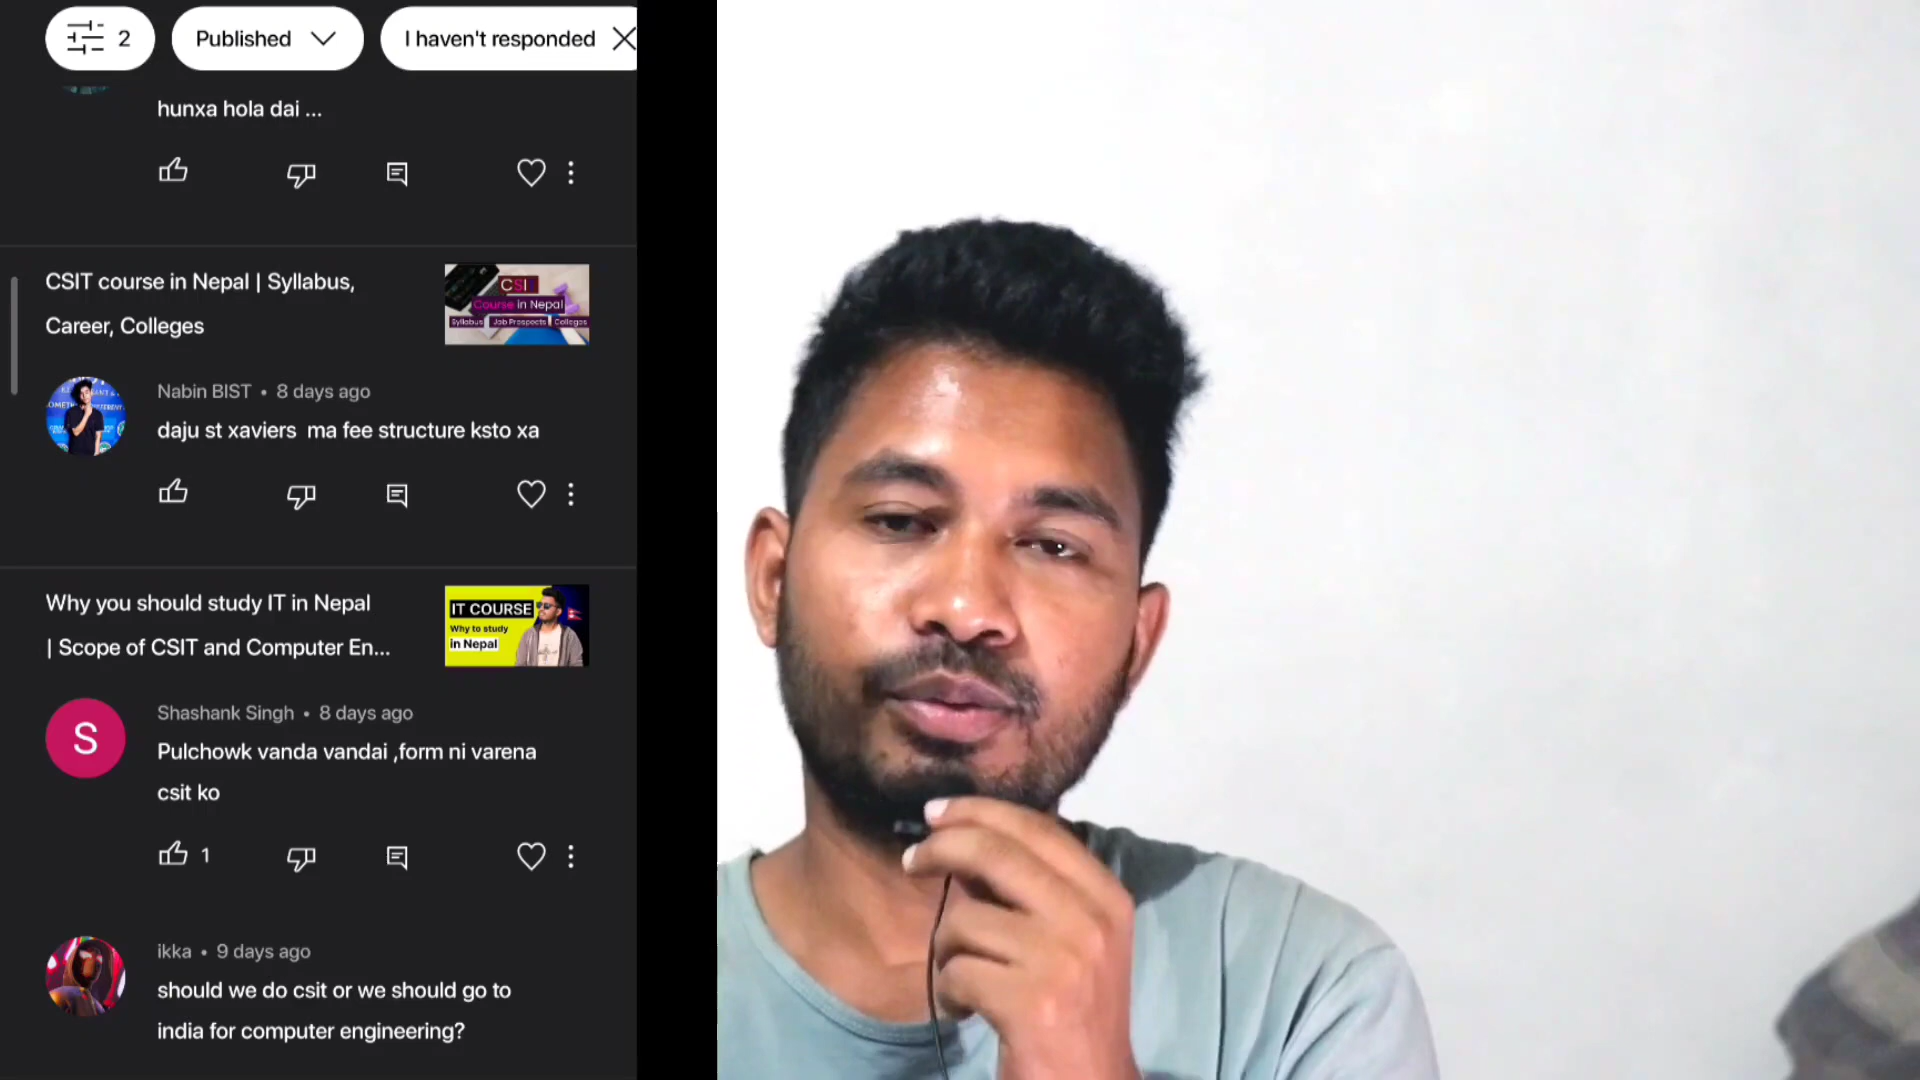 2
Published
I haven't responded
hunxa hola dai ...
CSIT course in Nepal | Syllabus,
Career, Colleges
CSI
Course in Nepal
Syllabus
Job Prospects
Colleges
Nabin BIST • 8 days ago
daju st xaviers ma fee structure ksto xa
Why you should study IT in Nepal
| Scope of CSIT and Computer En...
IT COURSE
Why to study
in Nepal
S
Shashank Singh • 8 days ago
Pulchowk vanda vandai ,form ni varena
csit ko
1
ikka • 9 days ago
should we do csit or we should go to
india for computer engineering?